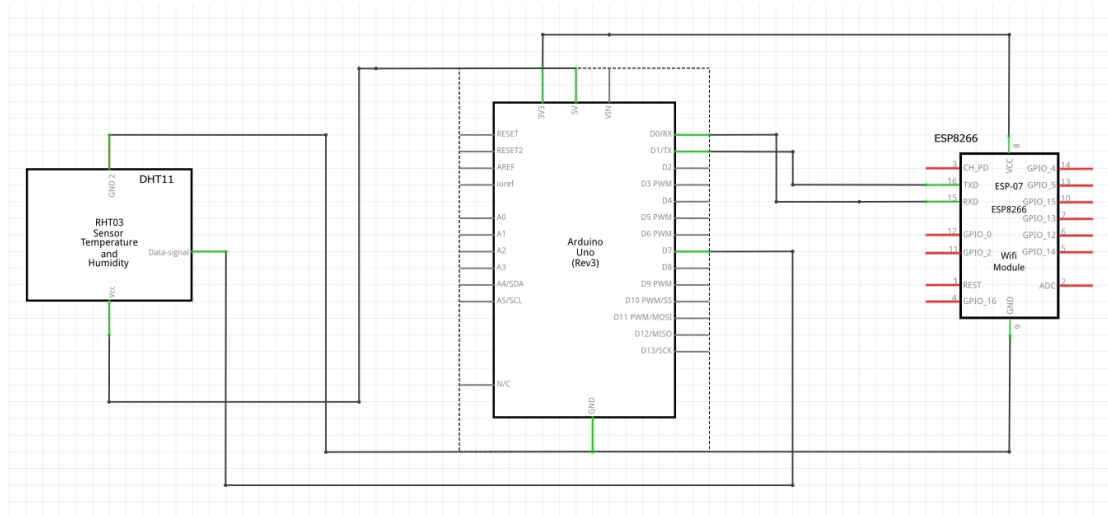 GND 2
DHT11
RHT03
Sensor
Temperature
and
Humidity
Data-signal
Vcc
3V3
5V
VIN
RESET
RESET2
AREF
ioref
A0
A1
A2
A3
A4/SDA
A5/SCL
N/C
Arduino
Uno
(Rev3)
D0/RX
D1/TX
D2
D3 PWM
D4
D5 PWM
D6 PWM
D7
D8
D9 PWM
D10 PWM/SS
D11 PWM/MOSI
D12/MISO
D13/SCK
GND
ESP8266
8
VCC
3 CH_PD
16 TXD
15 RXD
12 GPIO_0
11 GPIO_2
1 REST
4 GPIO_16
ESP-07
ESP8266
Wifi
Module
GPIO_4 14
GPIO_5 13
GPIO_15 10
GPIO_13 7
GPIO_12 6
GPIO_14 5
ADC 2
GND
9